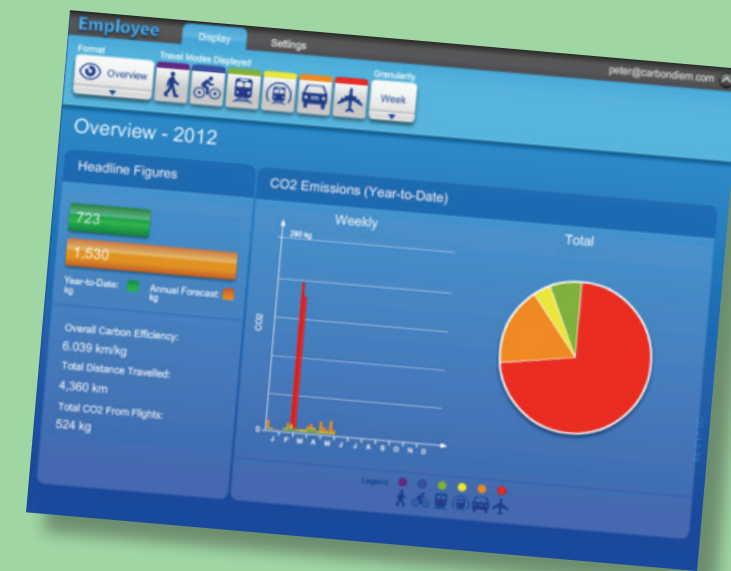 Employee
Display
Settings
peter@carbondiem.com
Format
Travel Modes Displayed
Granularity
Overview
Week
Overview - 2012
Headline Figures
723
1,530
Year-to-Date: kg
Annual Forecast: kg
Overall Carbon Efficiency:
6.039 km/kg
Total Distance Travelled:
4,360 km
Total CO2 From Flights:
524 kg
CO2 Emissions (Year-to-Date)
Weekly
280 kg
CO2
0
J F M A M J J A S O N D
Total
Legend